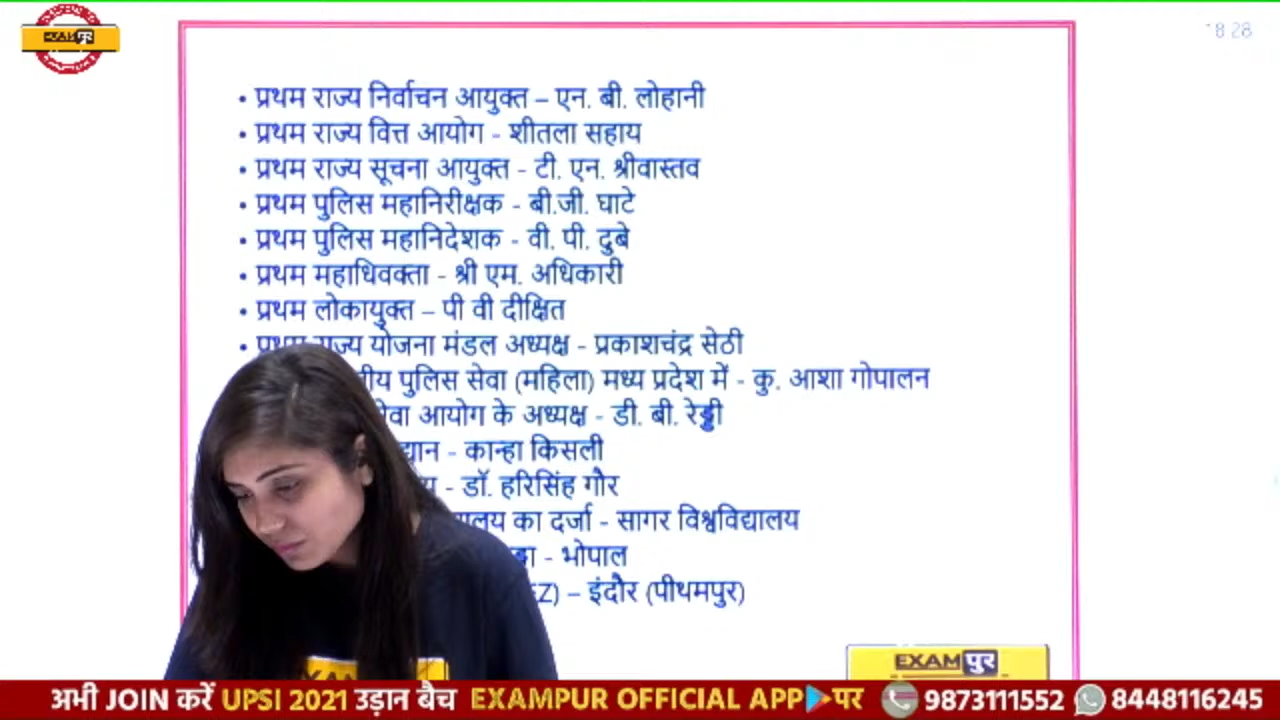 EXAMपुर
18:28
• प्रथम राज्य निर्वाचन आयुक्त – एन. बी. लोहानी
• प्रथम राज्य वित्त आयोग - शीतला सहाय
• प्रथम राज्य सूचना आयुक्त - टी. एन. श्रीवास्तव
• प्रथम पुलिस महानिरीक्षक - बी.जी. घाटे
• प्रथम पुलिस महानिदेशक - वी. पी. दुबे
• प्रथम महाधिवक्ता - श्री एम. अधिकारी
• प्रथम लोकायुक्त – पी वी दीक्षित
• प्रथम राज्य योजना मंडल अध्यक्ष - प्रकाशचंद्र सेठी
पुलिस सेवा (महिला) मध्य प्रदेश में - कु. आशा गोपालन
आयोग के अध्यक्ष - डी. बी. रेड्डी
- कान्हा किसली
- डॉ. हरिसिंह गौर
का दर्जा - सागर विश्वविद्यालय
- भोपाल
– इंदौर (पीथमपुर)
EXAMपुर
अभी JOIN करें UPSI 2021 उड़ान बैच EXAMPUR OFFICIAL APP पर 9873111552 8448116245